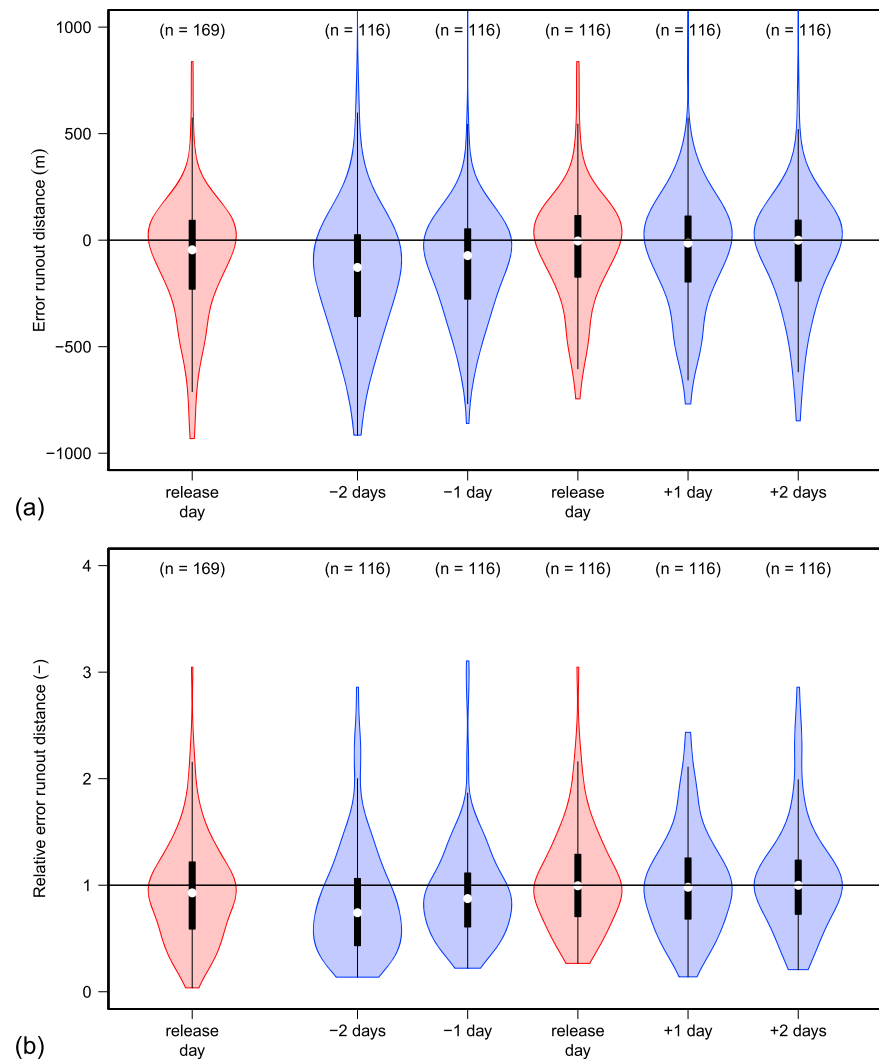 (n = 169) (n = 116) (n = 116) (n = 116) (n = 116) (n = 116)
1000
500
0
−500
−1000
Error runout distance (m)
release day −2 days −1 day release day +1 day +2 days
(a)
(n = 169) (n = 116) (n = 116) (n = 116) (n = 116) (n = 116)
4
3
2
1
0
Relative error runout distance (−)
release day −2 days −1 day release day +1 day +2 days
(b)